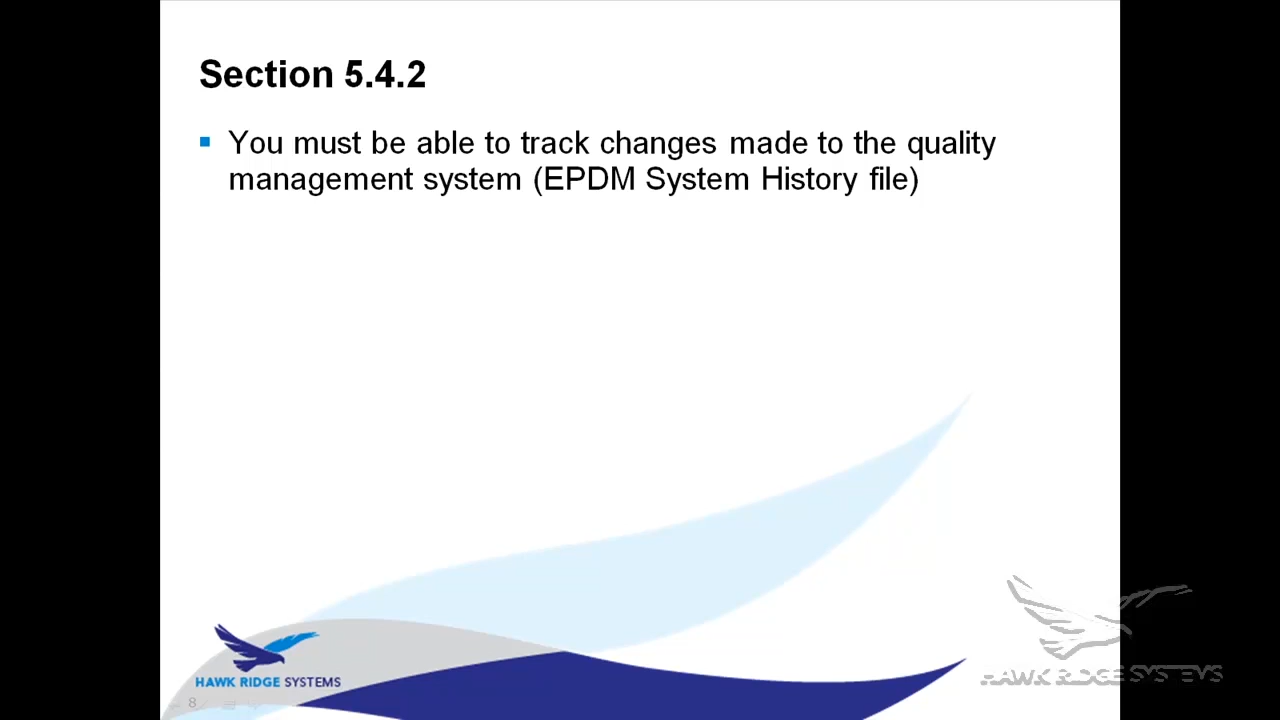 Section 5.4.2
You must be able to track changes made to the quality
management system (EPDM System History file)
HAWK RIDGE SYSTEMS
8
HAWK RIDGE SYSTEMS